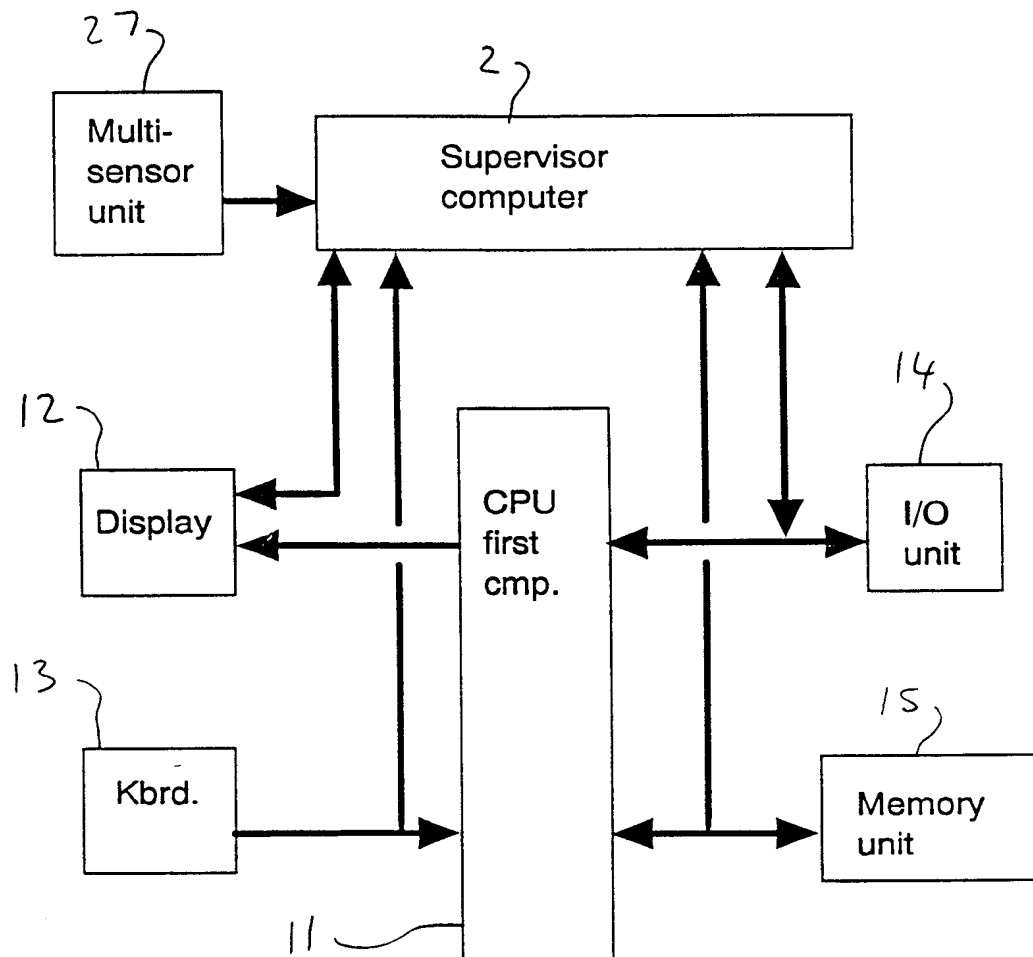 27
2
Multi-
sensor
unit
Supervisor
computer
12
14
Display
CPU
first
cmp.
I/O
unit
13
15
Kbrd.
Memory
unit
11